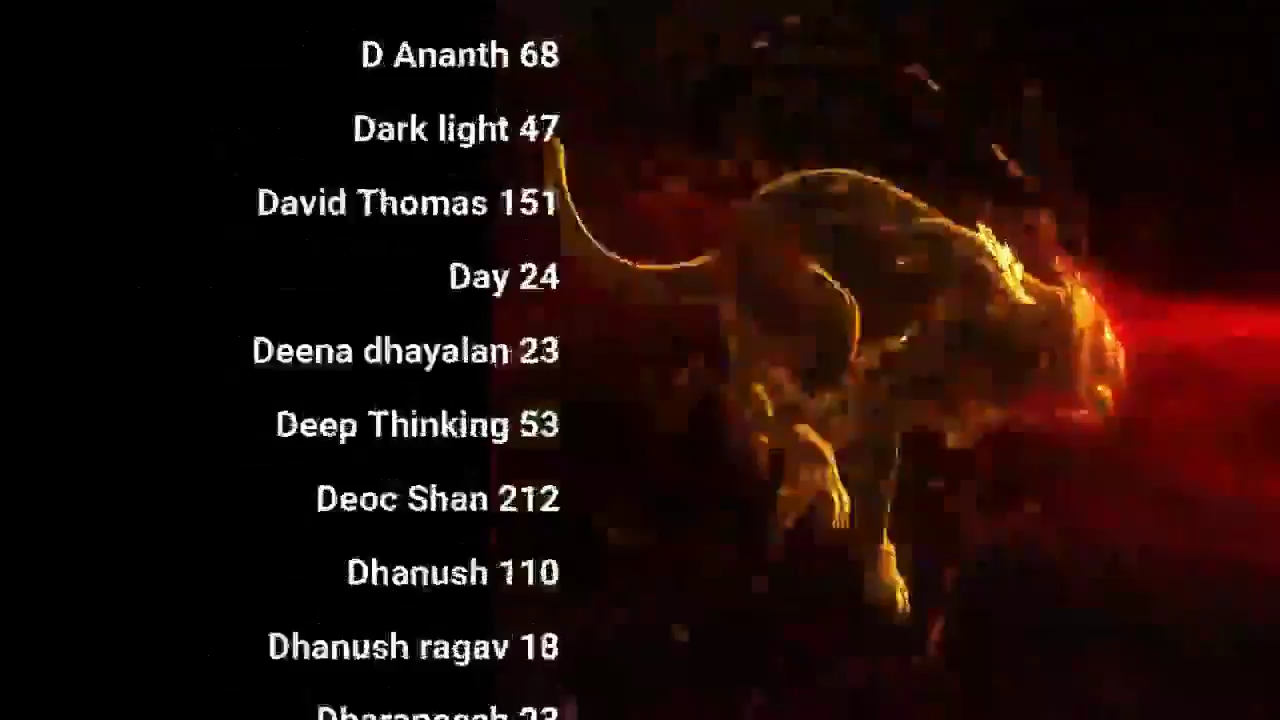 D Ananth 68
Dark light 47
David Thomas 151
Day 24
Deena dhayalan 23
Deep Thinking 53
Deoc Shan 212
Dhanush 110
Dhanush ragav 18